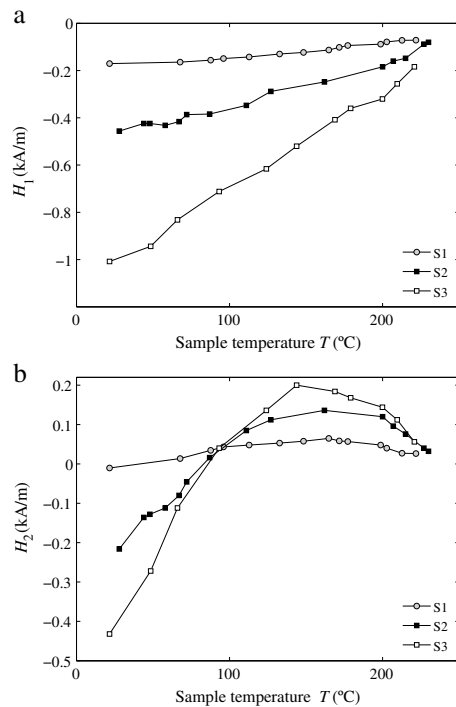 a
0
−0.2
−0.4
−0.6
−0.8
−1
H1 (kA/m)
S1
S2
S3
0 100 200
Sample temperature T (ºC)
b
0.2
0.1
0
−0.1
−0.2
−0.3
−0.4
−0.5
H2 (kA/m)
S1
S2
S3
0 100 200
Sample temperature T (ºC)